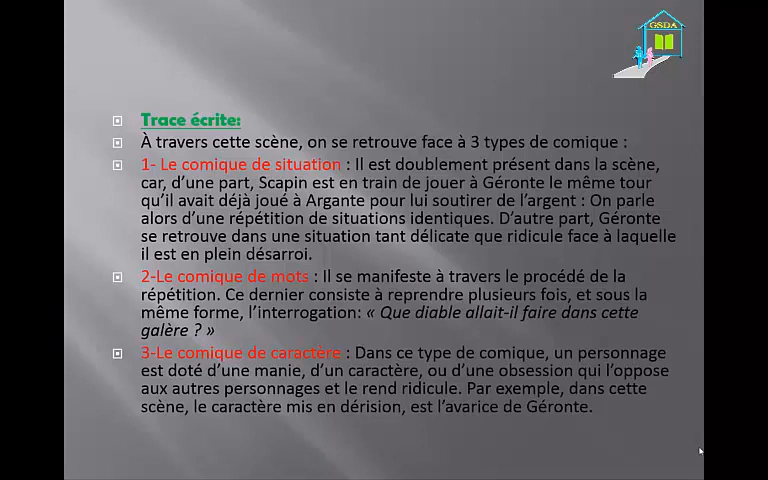 GSDA
Trace écrite:
À travers cette scène, on se retrouve face à 3 types de comique :
1- Le comique de situation : Il est doublement présent dans la scène,
car, d’une part, Scapin est en train de jouer à Géronte le même tour
qu’il avait déjà joué à Argante pour lui soutirer de l’argent : On parle
alors d’une répétition de situations identiques. D’autre part, Géronte
se retrouve dans une situation tant délicate que ridicule face à laquelle
il est en plein désarroi.
2-Le comique de mots : Il se manifeste à travers le procédé de la
répétition. Ce dernier consiste à reprendre plusieurs fois, et sous la
même forme, l’interrogation: « Que diable allait-il faire dans cette
galère ? »
3-Le comique de caractère : Dans ce type de comique, un personnage
est doté d’une manie, d’un caractère, ou d’une obsession qui l’oppose
aux autres personnages et le rend ridicule. Par exemple, dans cette
scène, le caractère mis en dérision, est l’avarice de Géronte.